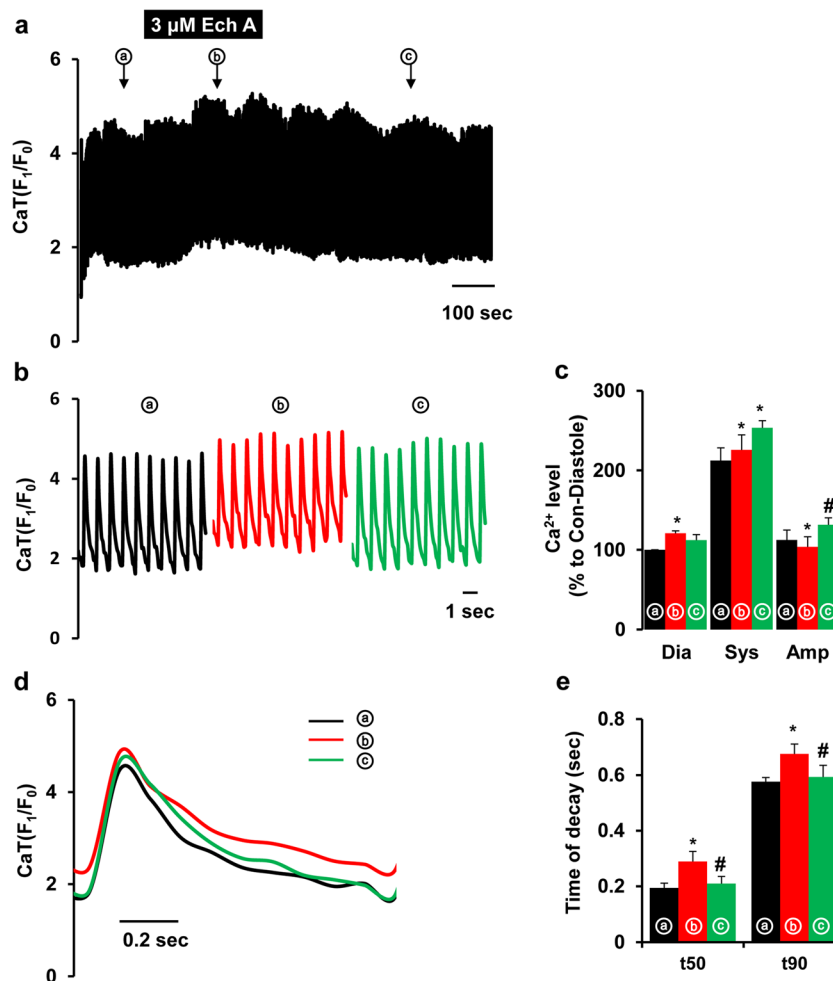 a
3 µM Ech A
ⓐ ⓑ ⓒ
6
4
2
0
CaT(F₁/F₀)
100 sec
b
6
4
2
0
CaT(F₁/F₀)
ⓐ ⓑ ⓒ
1 sec
c
300
200
100
0
Ca²⁺ level
(% to Con-Diastole)
* * * * #
ⓐ ⓑ ⓒ ⓐ ⓑ ⓒ ⓐ ⓑ ⓒ
Dia Sys Amp
d
6
4
2
0
CaT(F₁/F₀)
ⓐ
ⓑ
ⓒ
0.2 sec
e
0.8
0.6
0.4
0.2
0
Time of decay (sec)
* # * #
ⓐ ⓑ ⓒ ⓐ ⓑ ⓒ
t50 t90